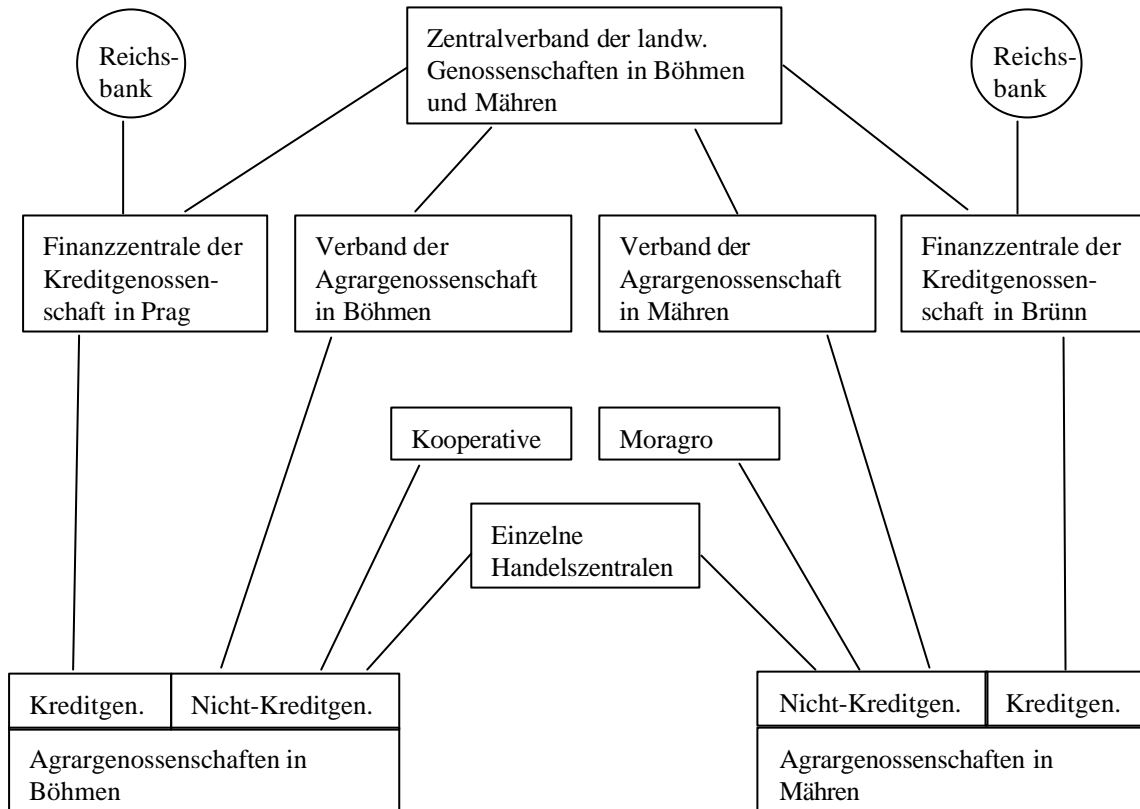 Reichs-
bank
Zentralverband der landw.
Genossenschaften in Böhmen
und Mähren
Reichs-
bank
Finanzzentrale der
Kreditgenossen-
schaft in Prag
Verband der
Agrargenossenschaft
in Böhmen
Verband der
Agrargenossenschaft
in Mähren
Finanzzentrale der
Kreditgenossen-
schaft in Brünn
Kooperative
Moragro
Einzelne
Handelszentralen
Kreditgen.
Nicht-Kreditgen.
Agrargenossenschaften in
Böhmen
Nicht-Kreditgen.
Kreditgen.
Agrargenossenschaften in
Mähren